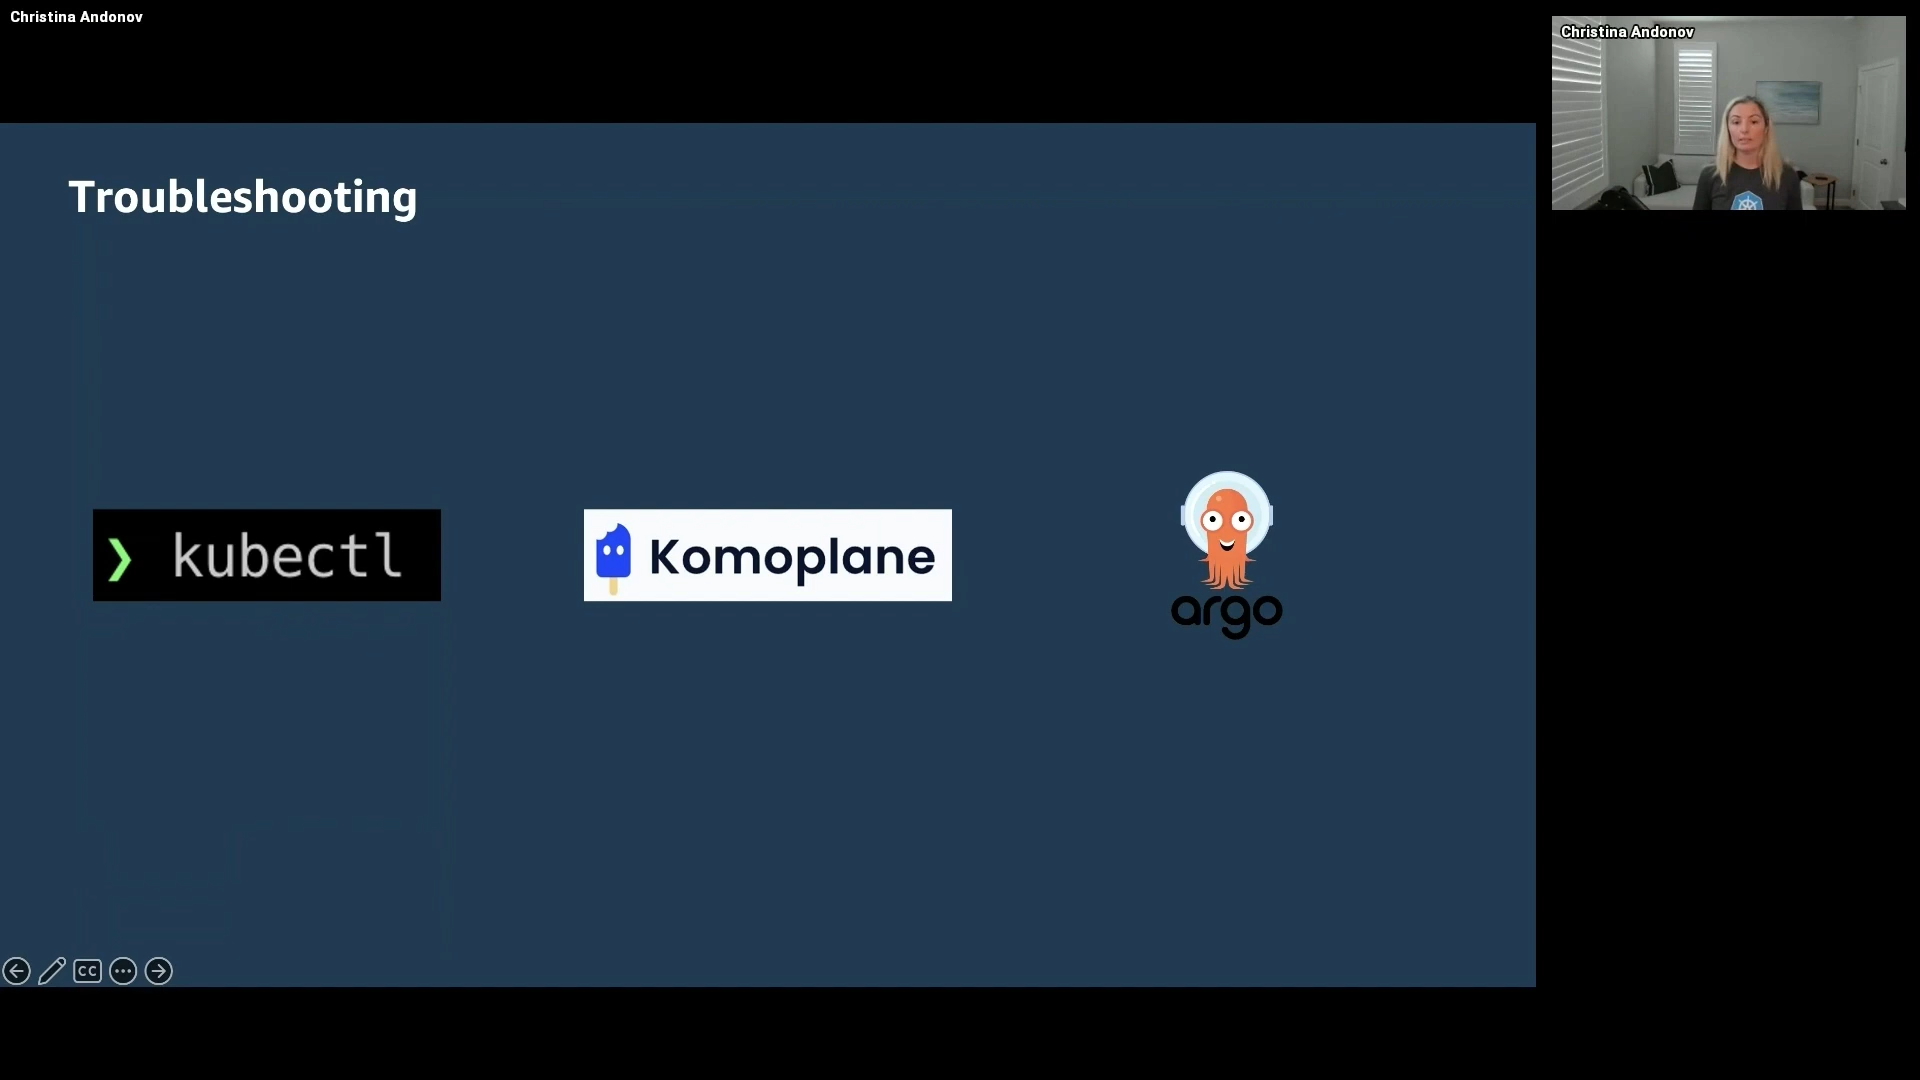 Christina Andonov
Christina Andonov
Troubleshooting
❯ kubectl
Komoplane
argo
CC